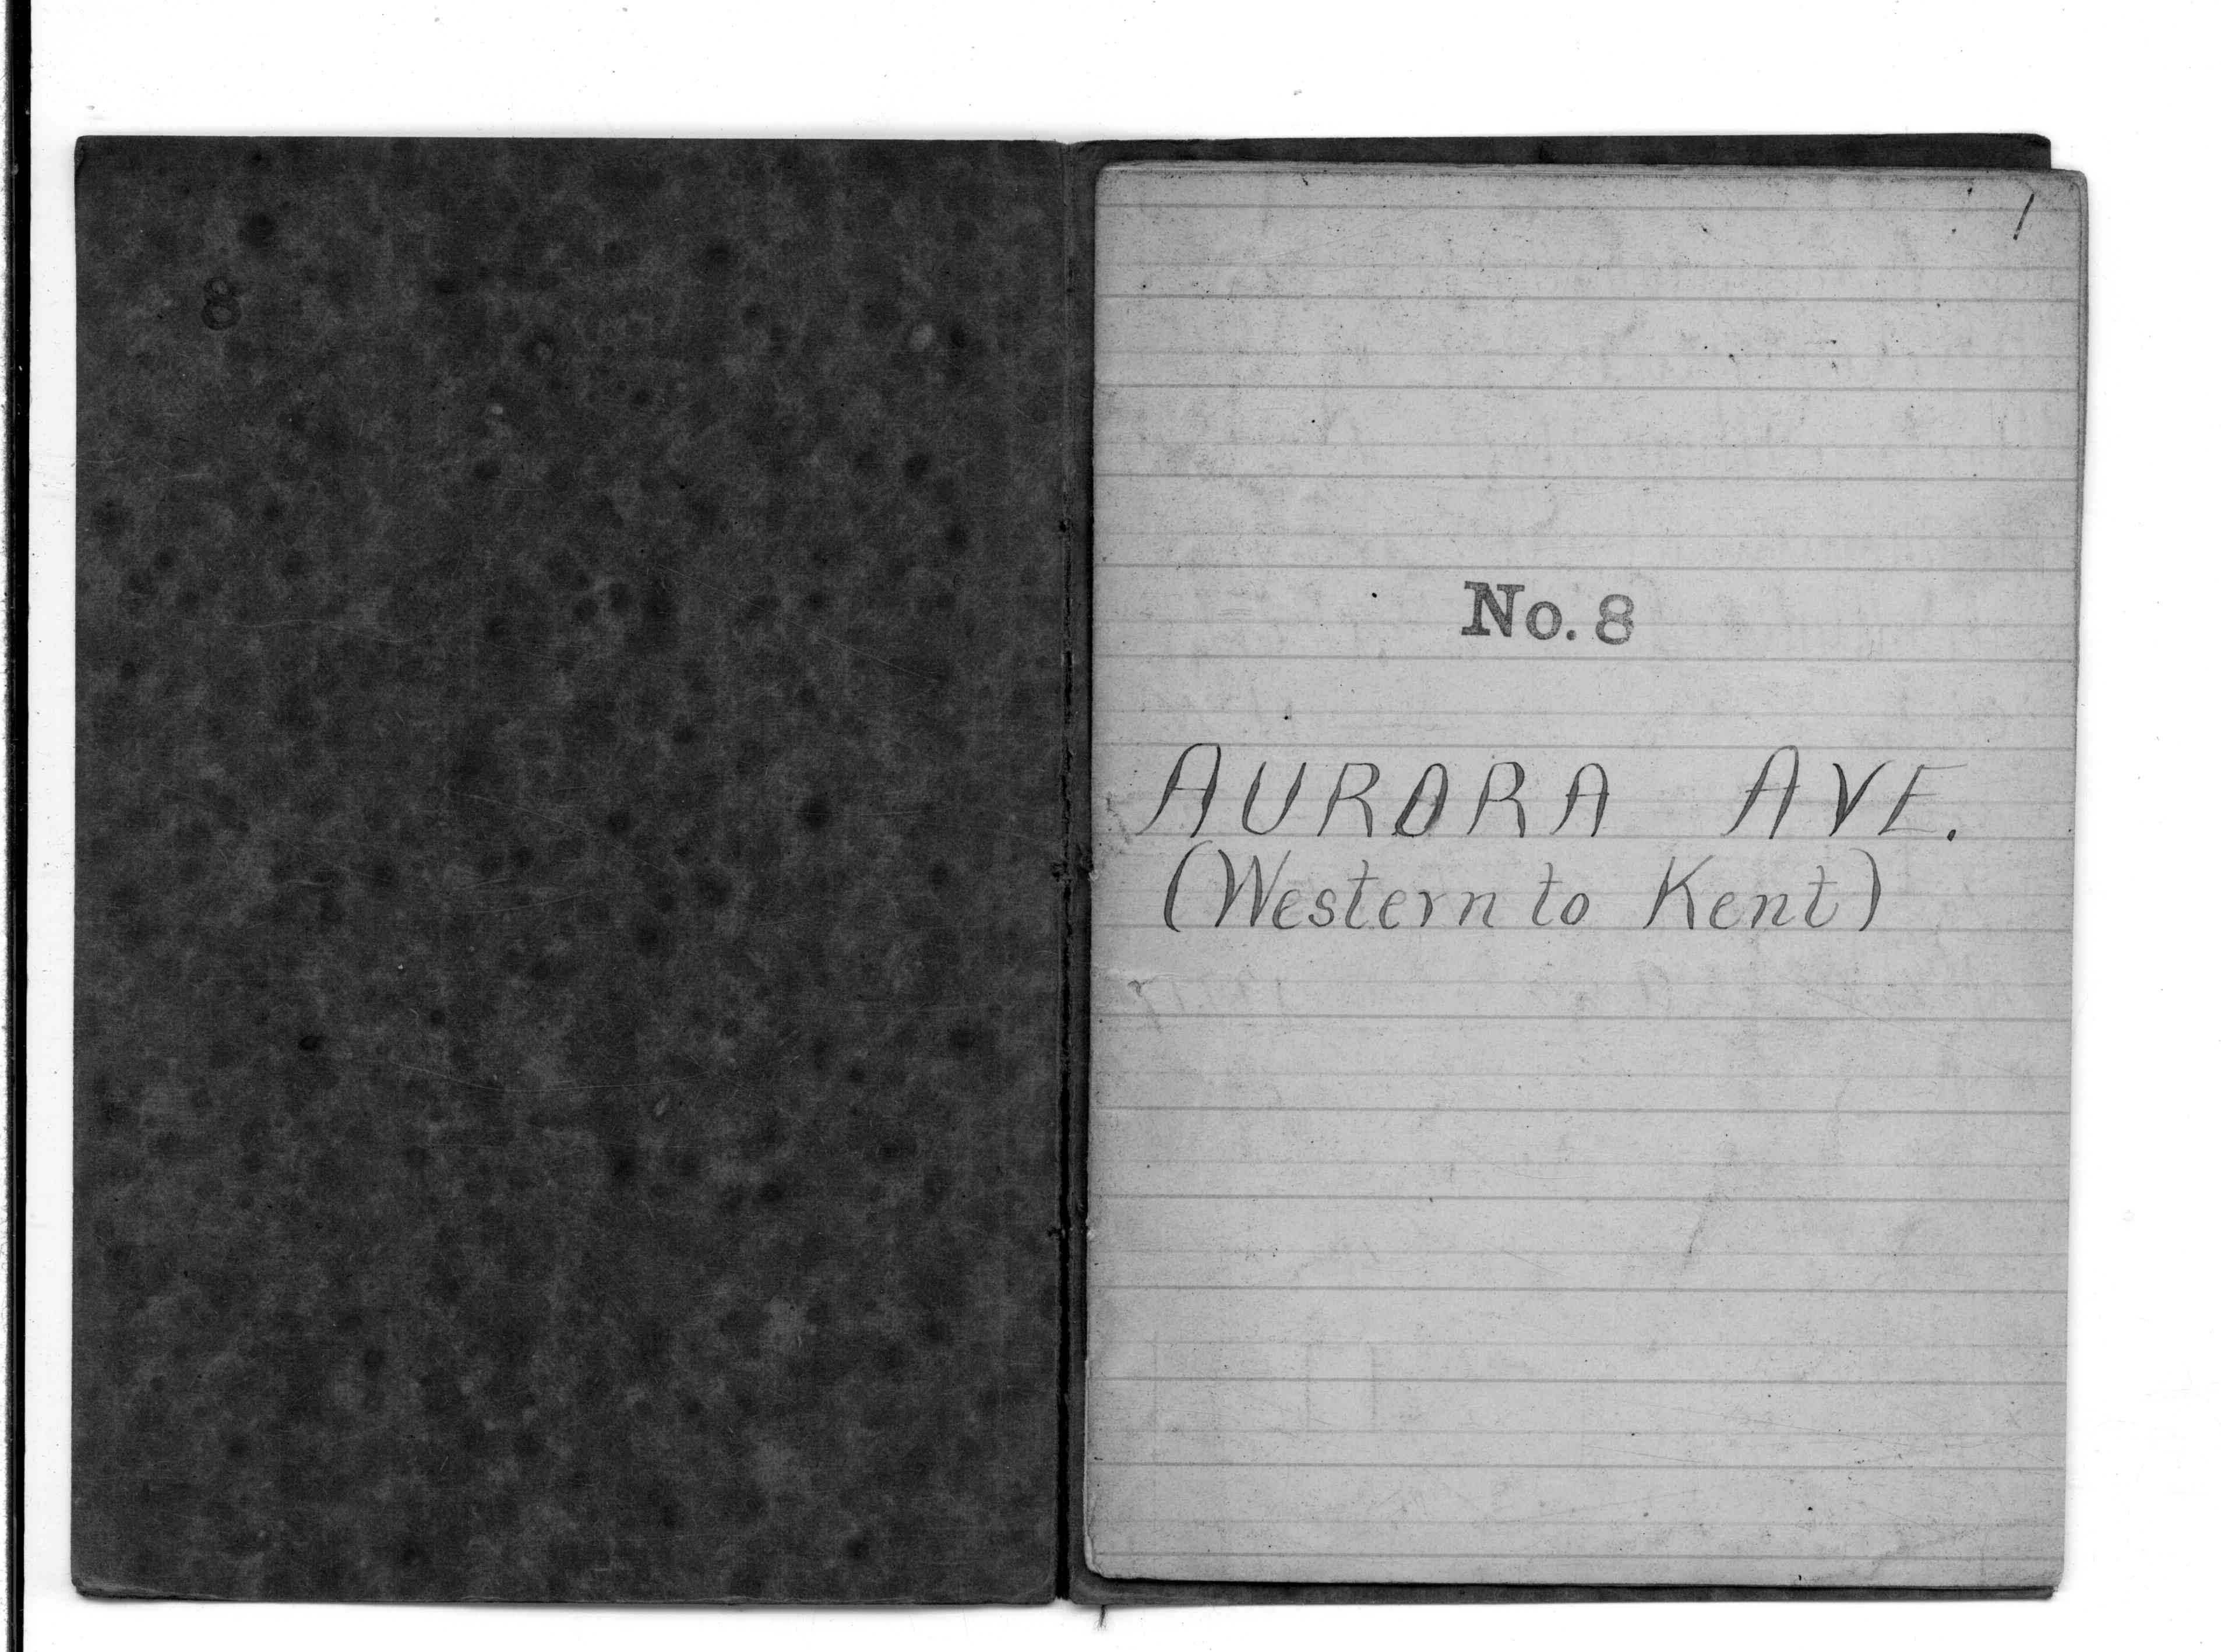 8
1
No. 8
AURORA AVE.
(Western to Kent)